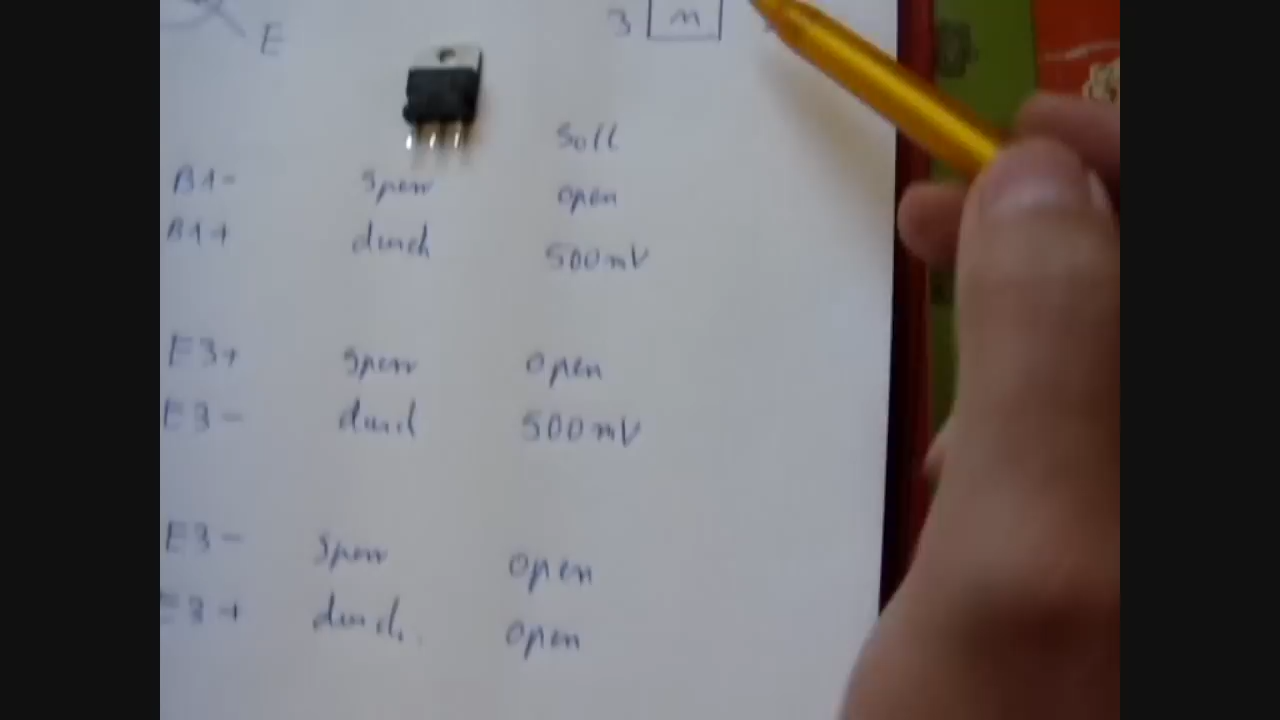 3 n
E
Soll
B1- Sperr open
B1+ durch 500mV
E3+ Sperr open
E3- durch 500mV
E3- Sperr open
E3+ durch. open